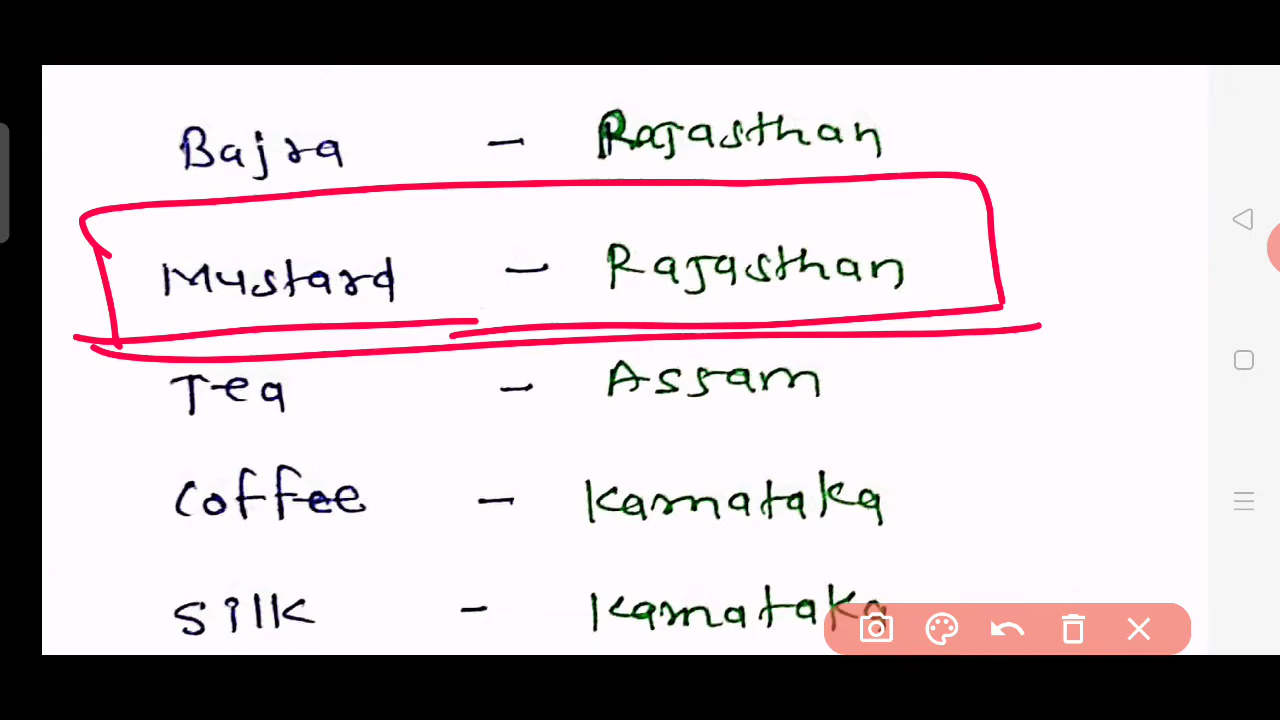 Bajra - Rajasthan
Mustard - Rajasthan
Tea - Assam
Coffee - Karnataka
Silk - Karnataka